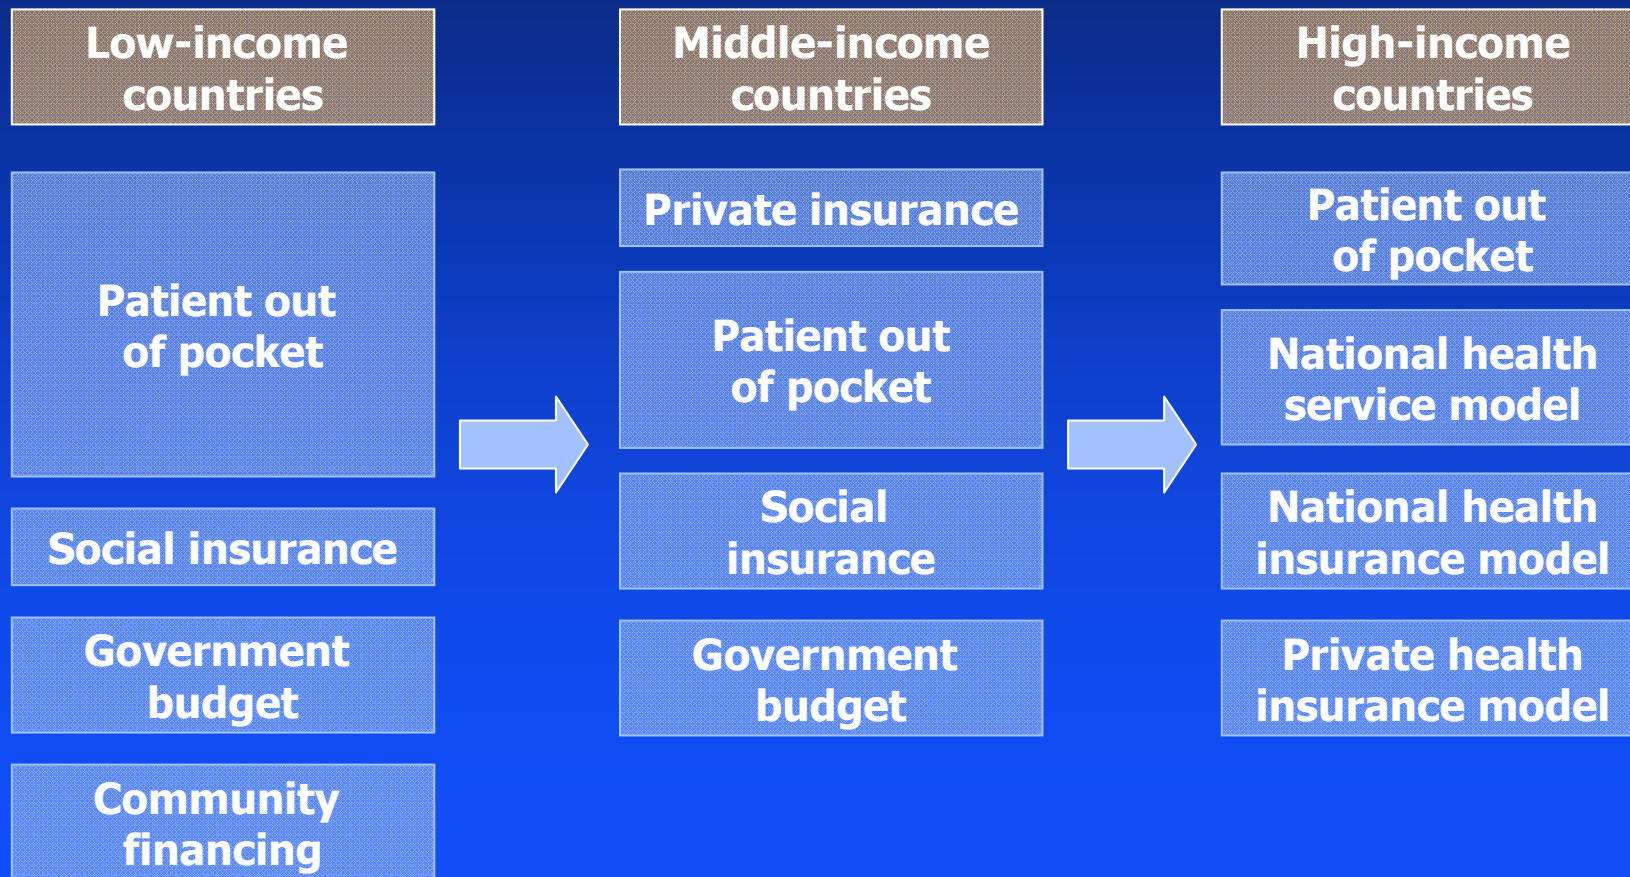 Low-income
countries
Patient out
of pocket
Social insurance
Government
budget
Community
financing
Middle-income
countries
Private insurance
Patient out
of pocket
Social
insurance
Government
budget
High-income
countries
Patient out
of pocket
National health
service model
National health
insurance model
Private health
insurance model